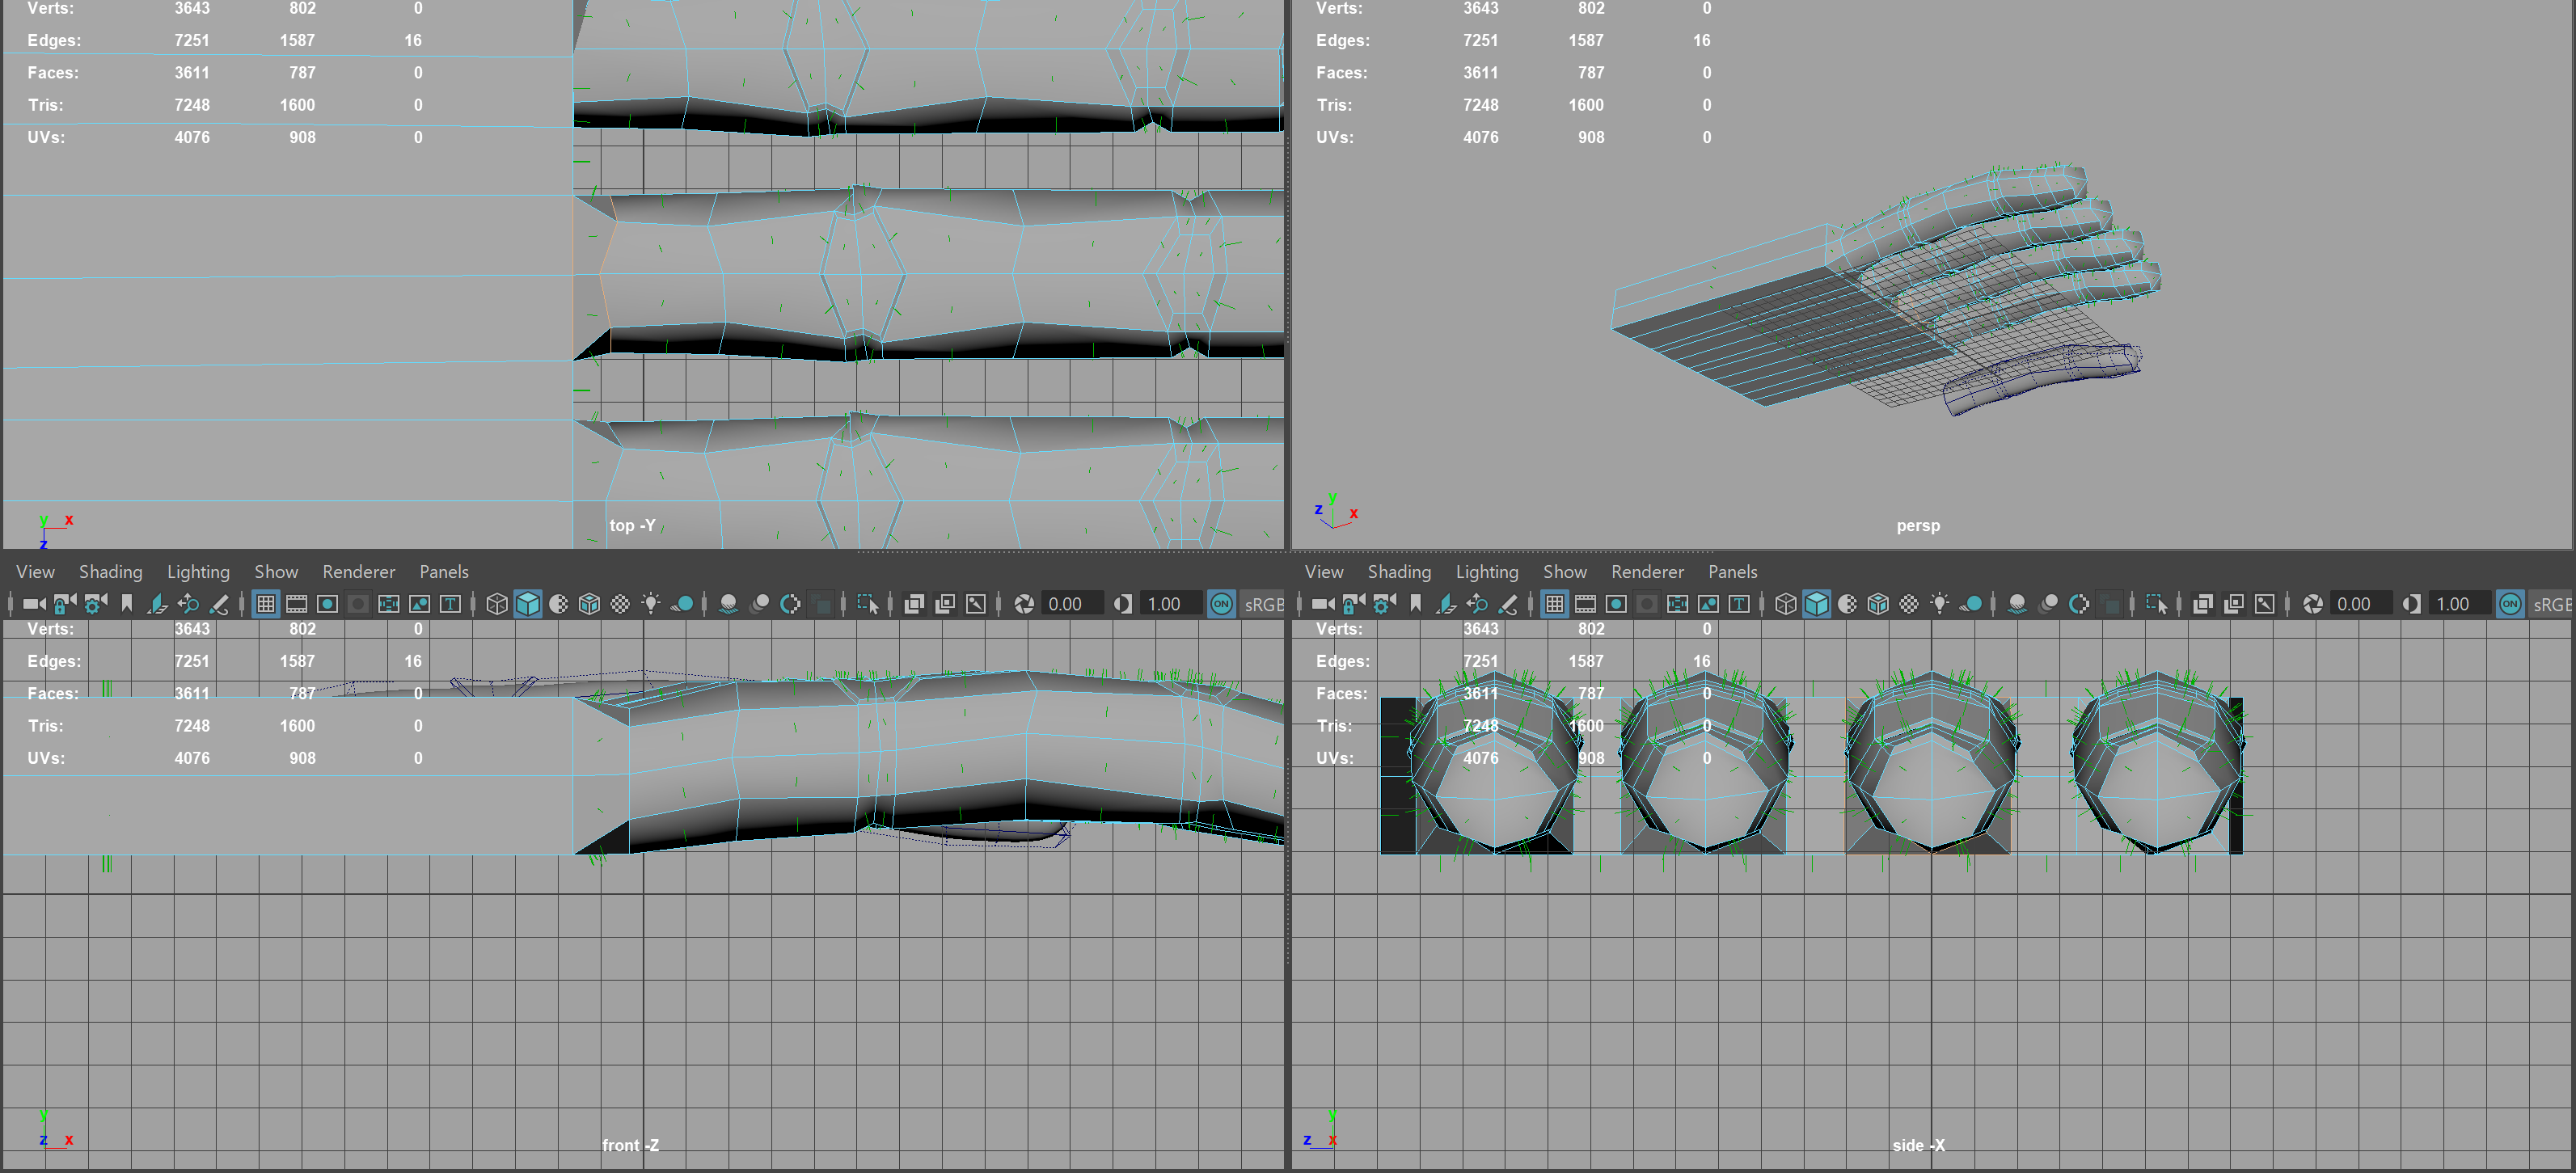 Verts: 3643 802 0
Edges: 7251 1587 16
Faces: 3611 787 0
Tris: 7248 1600 0
UVs: 4076 908 0
y x
z
top -Y
Verts: 3643 802 0
Edges: 7251 1587 16
Faces: 3611 787 0
Tris: 7248 1600 0
UVs: 4076 908 0
y
z x
persp
View Shading Lighting Show Renderer Panels
0.00 1.00 ON sRGB
Verts: 3643 802 0
Edges: 7251 1587 16
Faces: 3611 787 0
Tris: 7248 1600 0
UVs: 4076 908 0
y
z x
front -Z
View Shading Lighting Show Renderer Panels
0.00 1.00 ON sRGB
Verts: 3643 802 0
Edges: 7251 1587 16
Faces: 3611 787 0
Tris: 7248 1600 0
UVs: 4076 908 0
y
z x
side -X